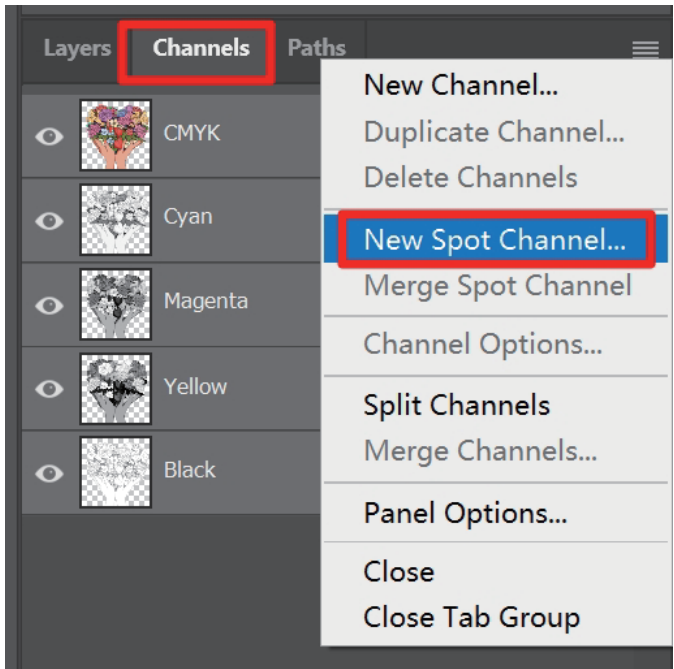 Layers Channels Paths
CMYK
Cyan
Magenta
Yellow
Black
New Channel...
Duplicate Channel...
Delete Channels
New Spot Channel...
Merge Spot Channel
Channel Options...
Split Channels
Merge Channels...
Panel Options...
Close
Close Tab Group